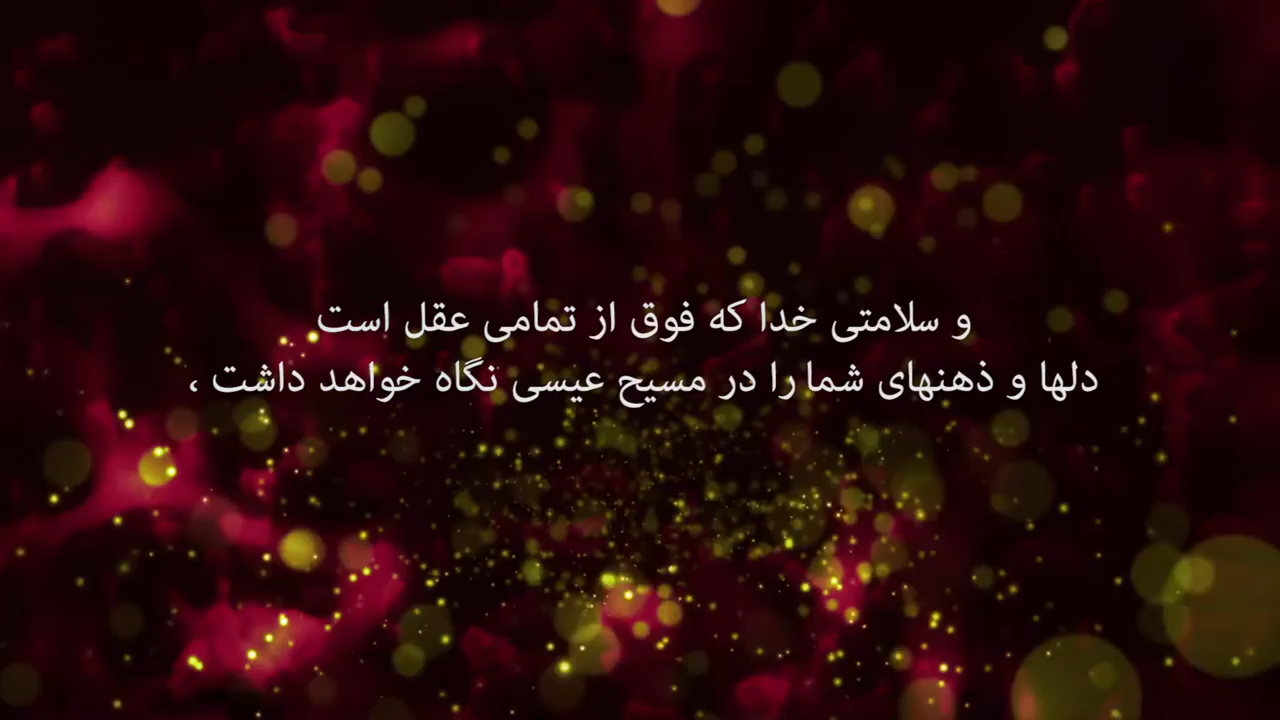 و سلامتی خدا که فوق از تمامی عقل است
دلها و ذهنهای شما را در مسیح عیسی نگاه خواهد داشت ،